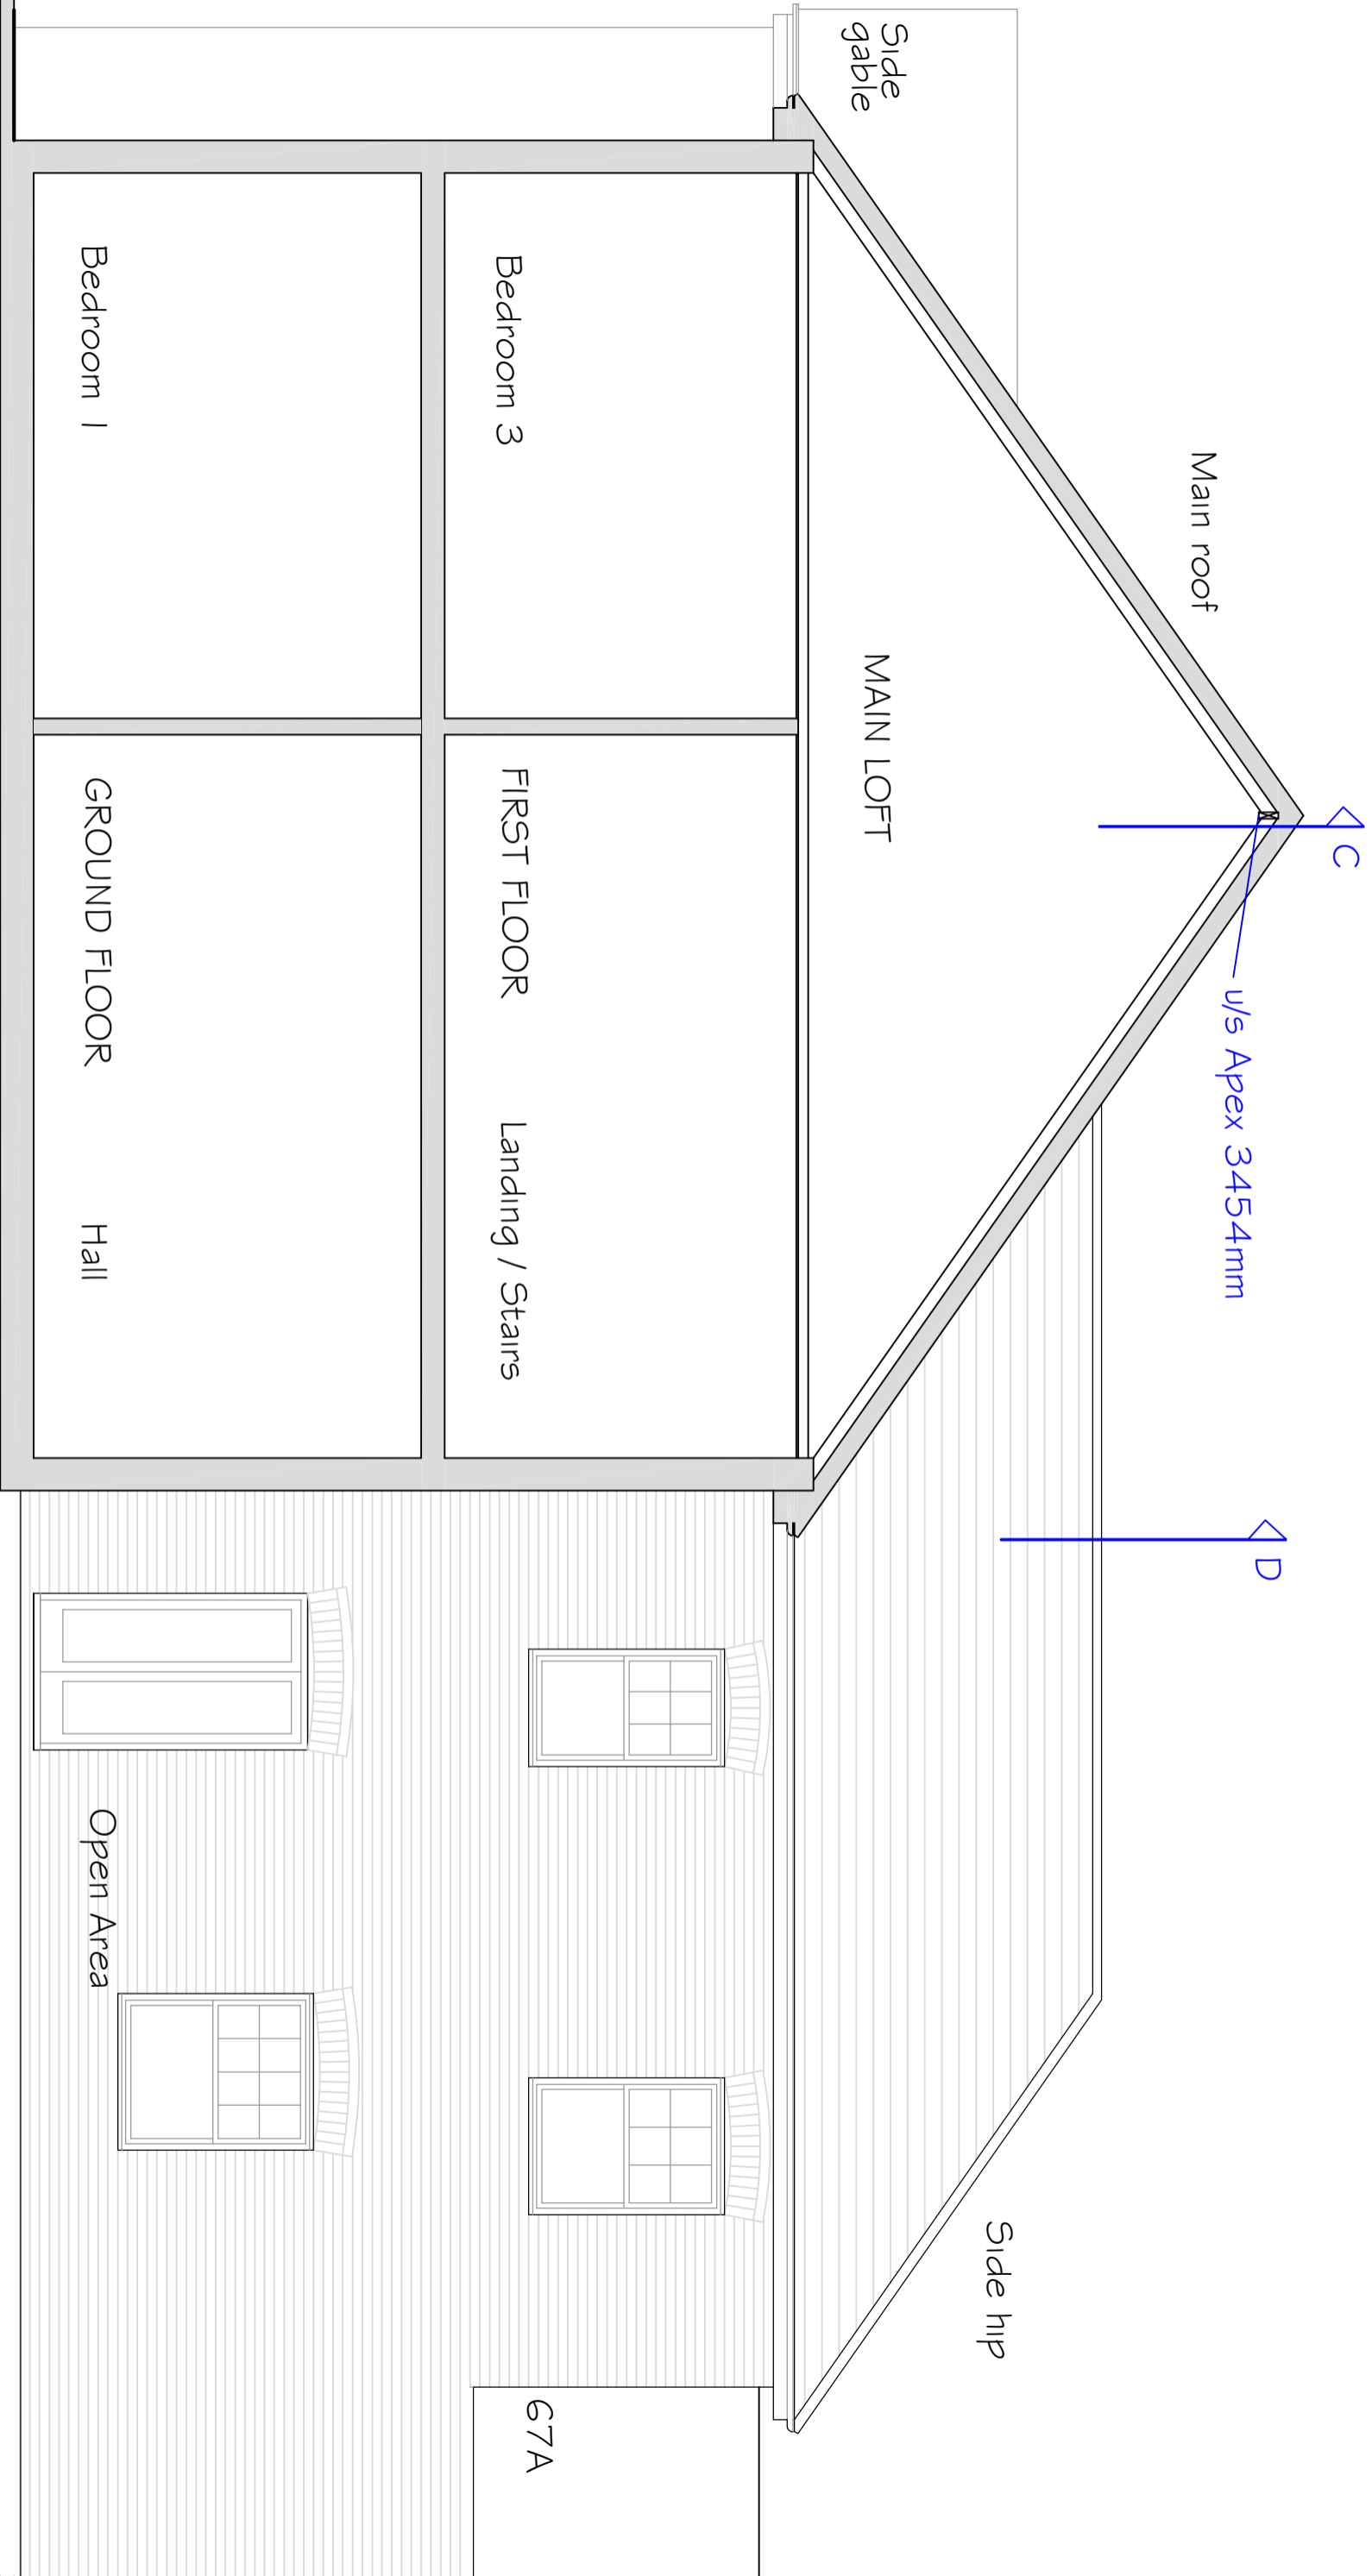 C
Main roof
u/s Apex 3454mm
D
Side
gable
MAIN LOFT
Side hip
Bedroom 3
FIRST FLOOR
Landing / Stairs
67A
Bedroom 1
GROUND FLOOR
Hall
Open Area